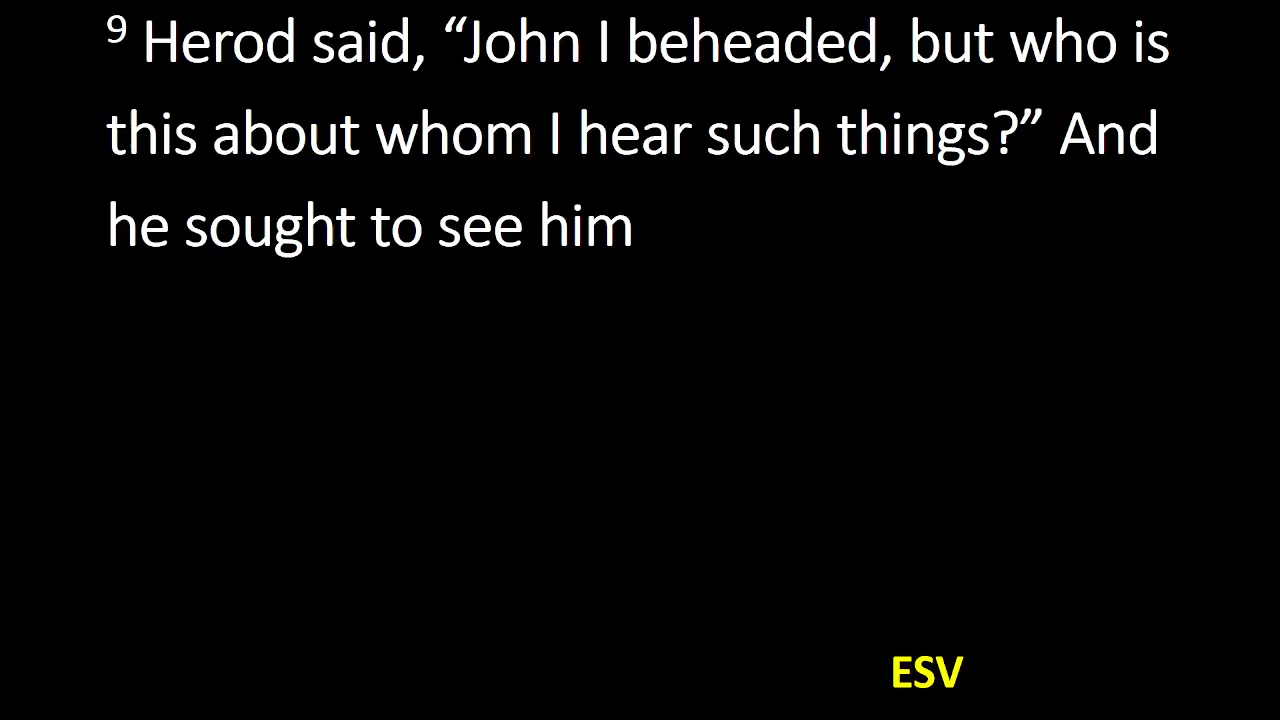 ⁹ Herod said, “John I beheaded, but who is
this about whom I hear such things?” And
he sought to see him
ESV